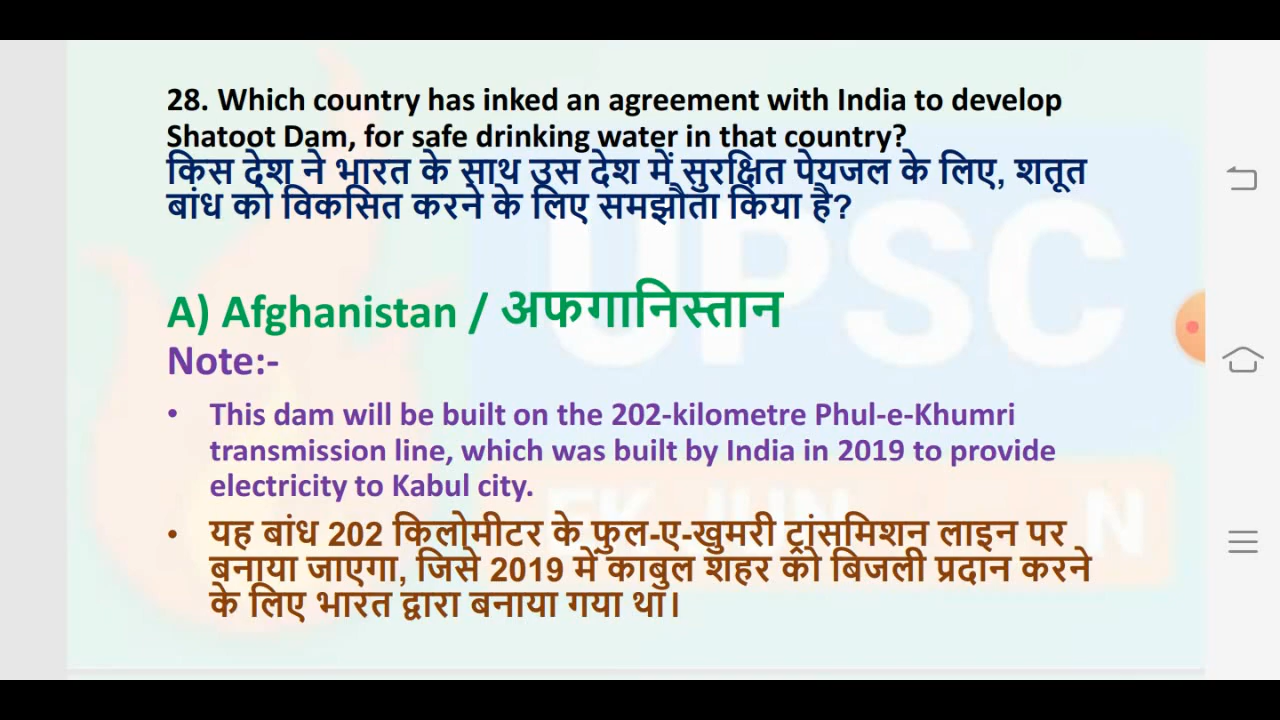 28. Which country has inked an agreement with India to develop
Shatoot Dam, for safe drinking water in that country?
किस देश ने भारत के साथ उस देश में सुरक्षित पेयजल के लिए, शतूत
बांध को विकसित करने के लिए समझौता किया है?
UPSC
A) Afghanistan / अफगानिस्तान
Note:-
• This dam will be built on the 202-kilometre Phul-e-Khumri
transmission line, which was built by India in 2019 to provide
electricity to Kabul city.
• यह बांध 202 किलोमीटर के फुल-ए-खुमरी ट्रांसमिशन लाइन पर
बनाया जाएगा, जिसे 2019 में काबुल शहर को बिजली प्रदान करने
के लिए भारत द्वारा बनाया गया था।